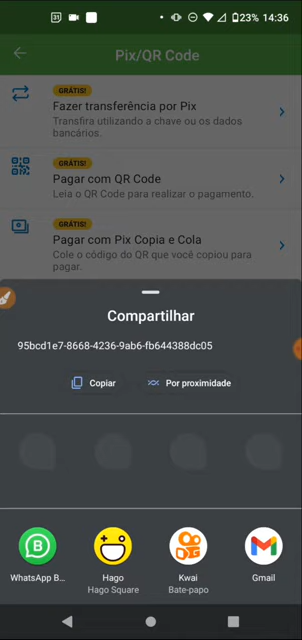 31 23% 14:36
Pix/QR Code
GRÁTIS!
Fazer transferência por Pix
Transfira utilizando a chave ou os dados
bancários.
GRÁTIS!
Pagar com QR Code
Leia o QR Code para realizar o pagamento.
GRÁTIS!
Pagar com Pix Copia e Cola
Cole o código do QR que você copiou para
pagar.
Compartilhar
95bcd1e7-8668-4236-9ab6-fb644388dc05
Copiar Por proximidade
WhatsApp B... Hago Kwai Gmail
Hago Square Bate-papo